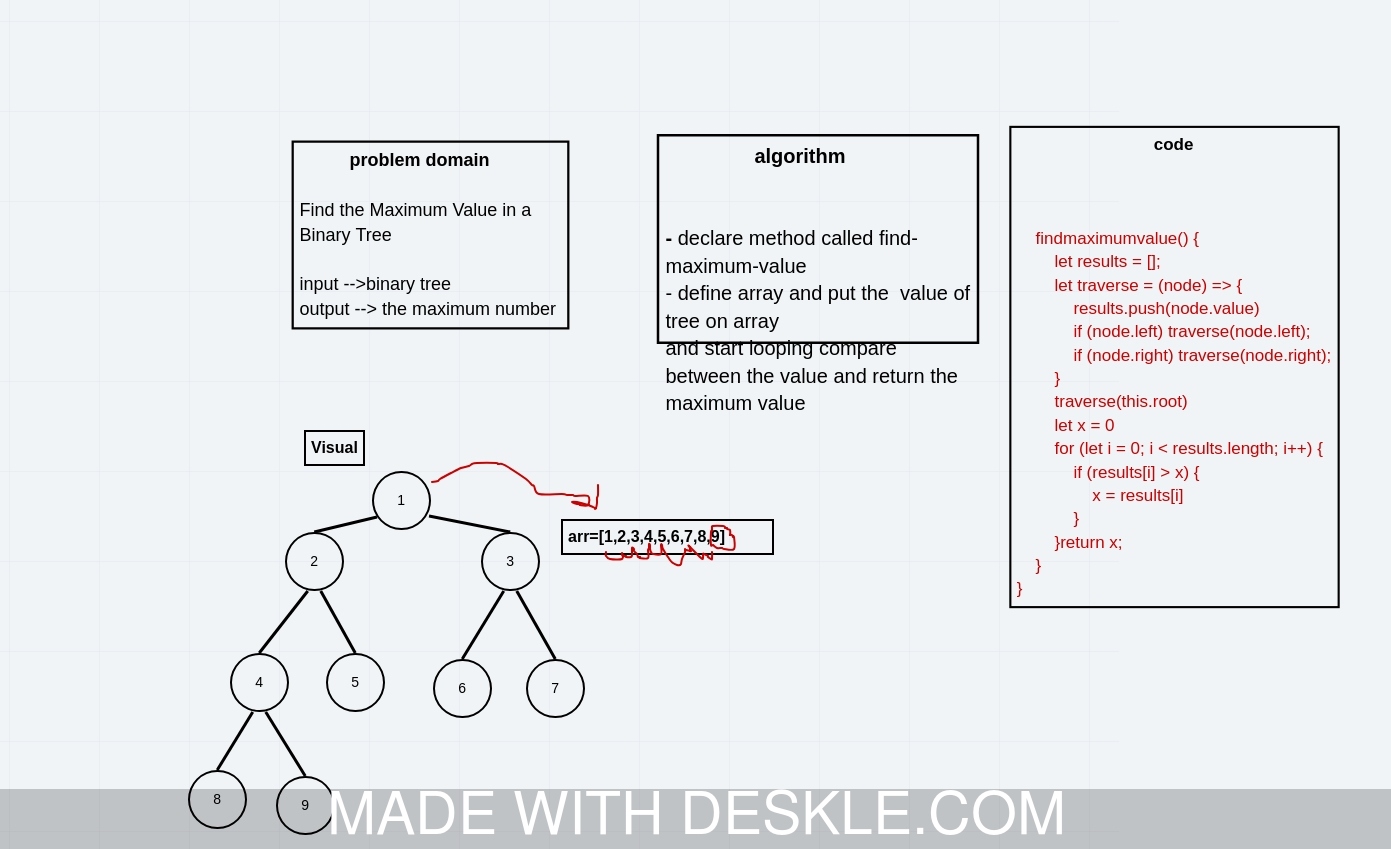 problem domain
Find the Maximum Value in a
Binary Tree
input -->binary tree
output --> the maximum number
algorithm
- declare method called find-
maximum-value
- define array and put the  value of
tree on array
and start looping compare
between the value and return the
maximum value
code
findmaximumvalue() {
let results = [];
let traverse = (node) => {
results.push(node.value)
if (node.left) traverse(node.left);
if (node.right) traverse(node.right);
}
traverse(this.root)
let x = 0
for (let i = 0; i < results.length; i++) {
if (results[i] > x) {
x = results[i]
}
}return x;
}
}
Visual
1
2
3
arr=[1,2,3,4,5,6,7,8,9]
4
5
6
7
8
9
MADE WITH DESKLE.COM